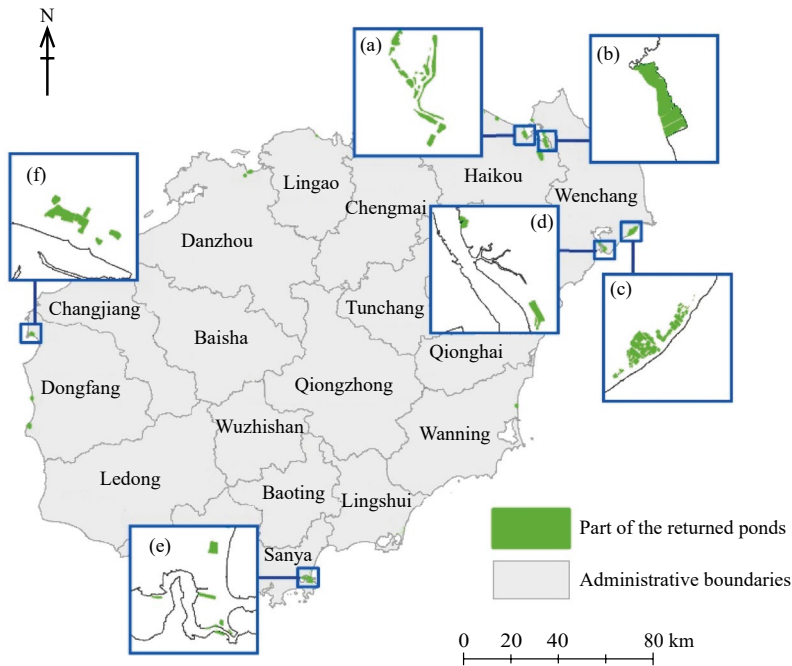 N
(a)
(b)
(f)
Lingao
Haikou
Chengmai
Wenchang
(d)
Danzhou
Changjiang
Tunchang
(c)
Baisha
Qionghai
Dongfang
Qiongzhong
Wuzhishan
Wanning
Ledong
Baoting
Lingshui
(e)
Sanya
Part of the returned ponds
Administrative boundaries
0 20 40 80 km